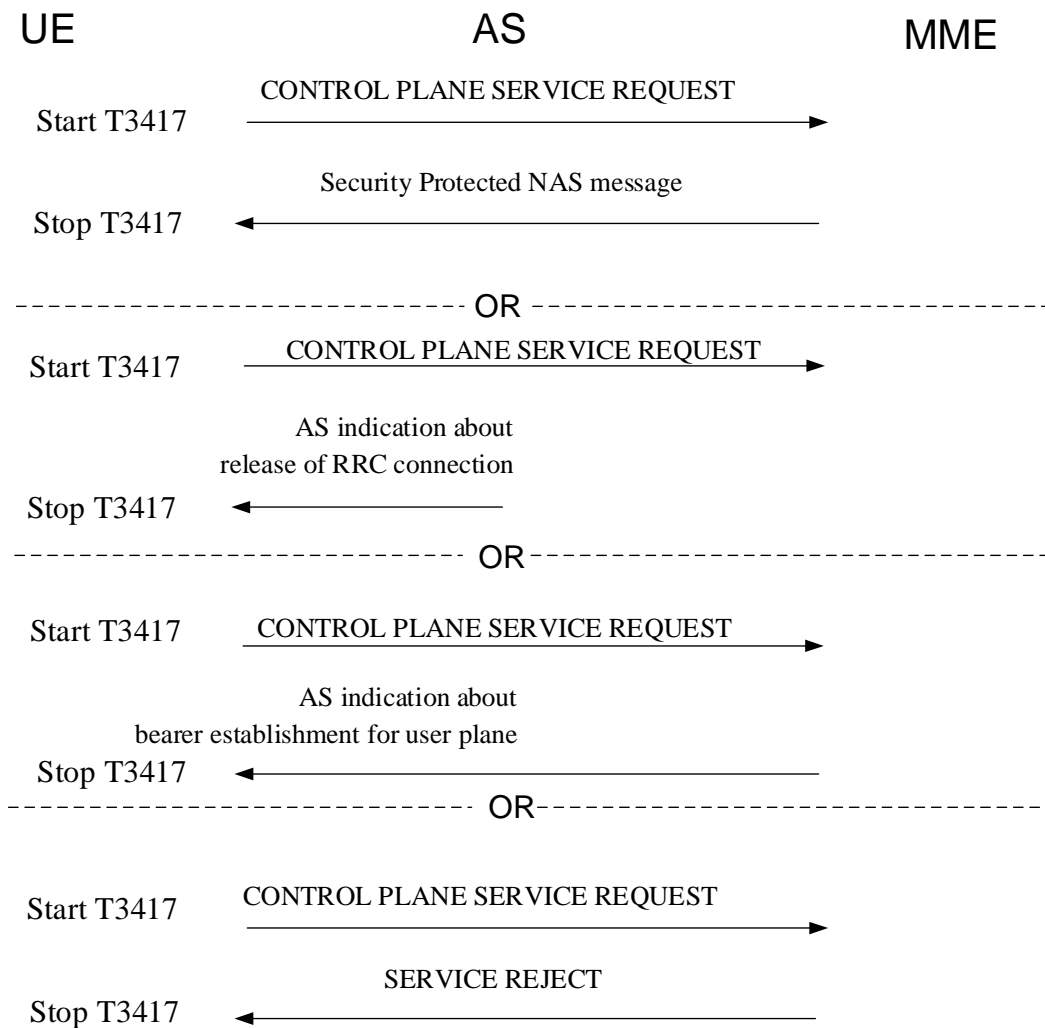 UE AS MME
CONTROL PLANE SERVICE REQUEST
Start T3417
Security Protected NAS message
Stop T3417
OR
Start T3417 CONTROL PLANE SERVICE REQUEST
AS indication about
release of RRC connection
Stop T3417
OR
Start T3417 CONTROL PLANE SERVICE REQUEST
AS indication about
bearer establishment for user plane
Stop T3417
OR
Start T3417 CONTROL PLANE SERVICE REQUEST
SERVICE REJECT
Stop T3417